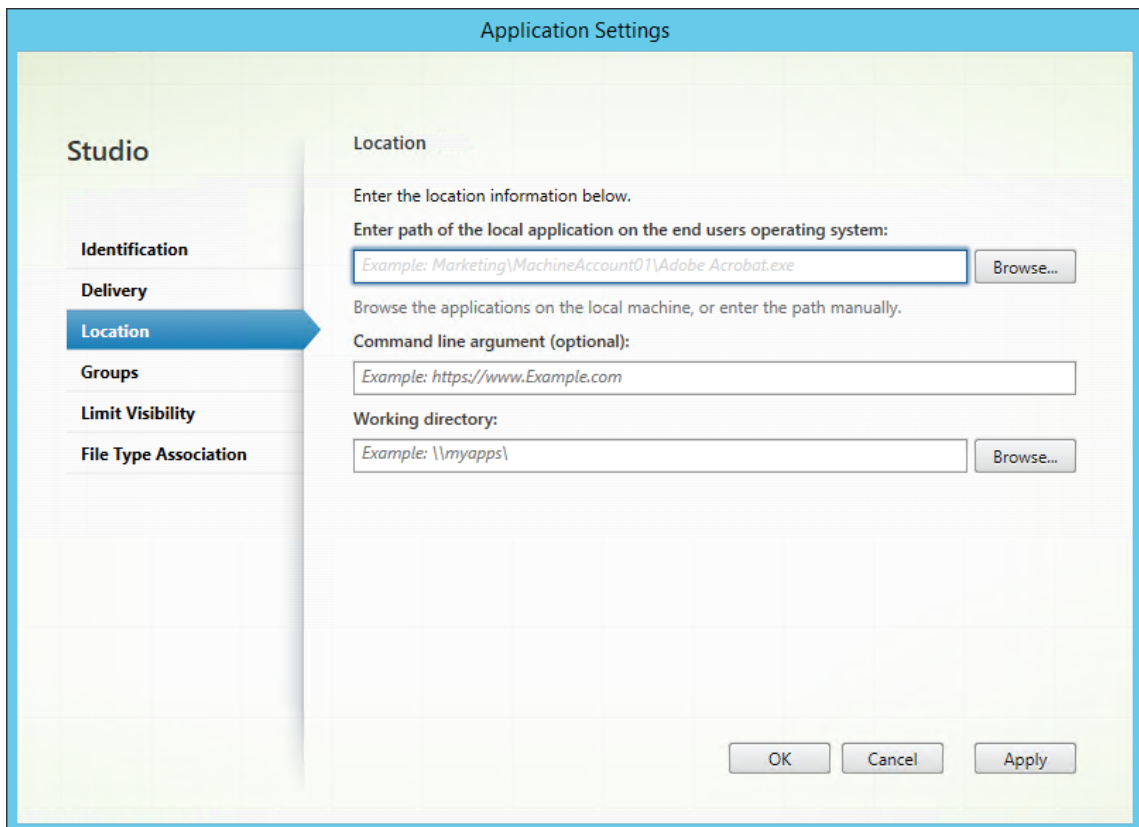 Application Settings
Studio
Identification
Delivery
Location
Groups
Limit Visibility
File Type Association
Location
Enter the location information below.
Enter path of the local application on the end users operating system:
Example: Marketing\MachineAccount01\Adobe Acrobat.exe
Browse...
Browse the applications on the local machine, or enter the path manually.
Command line argument (optional):
Example: https://www.Example.com
Working directory:
Example: \\myapps\
Browse...
OK
Cancel
Apply